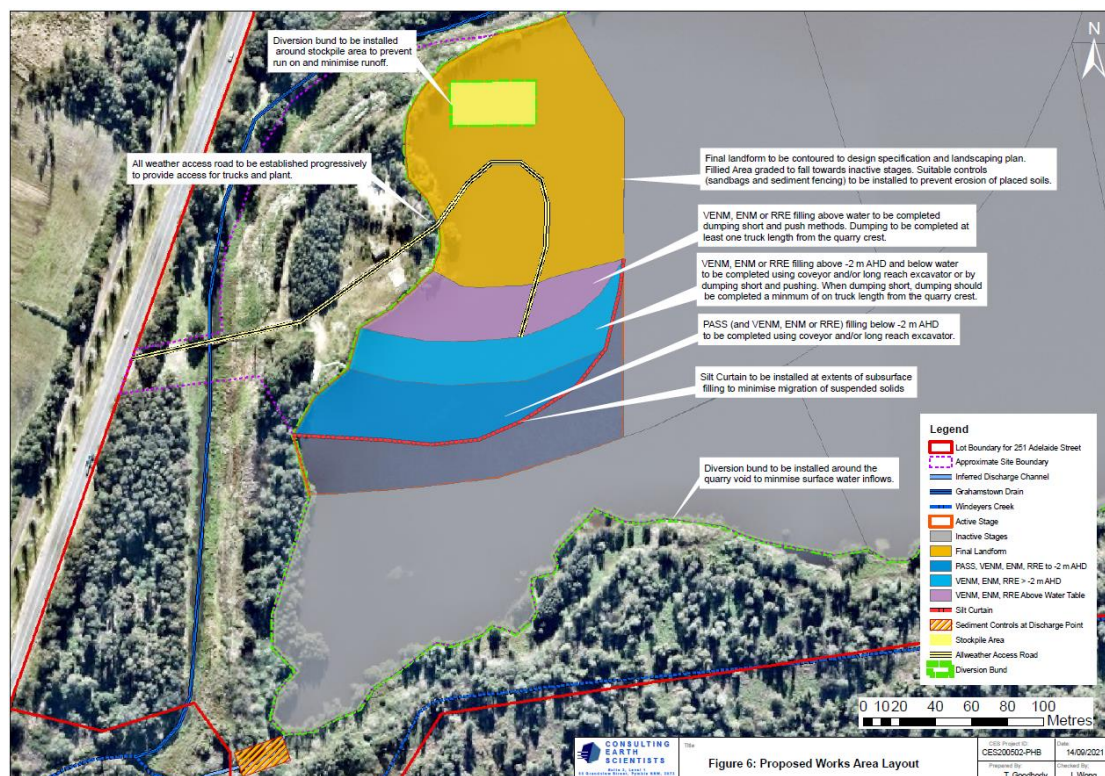 Diversion bund to be installed
around stockpile area to prevent
run on and minimise runoff.
N
All weather access road to be established progressively
to provide access for trucks and plant.
Final landform to be contoured to design specification and landscaping plan.
Fillied Area graded to fall towards inactive stages. Suitable controls
(sandbags and sediment fencing) to be installed to prevent erosion of placed soils.
VENM, ENM or RRE filling above water to be completed
dumping short and push methods. Dumping to be completed at
least one truck length from the quarry crest.
VENM, ENM or RRE filling above -2 m AHD and below water
to be completed using coveyor and/or long reach excavator or by
dumping short and pushing. When dumping short, dumping should
be completed a minmum of on truck length from the quarry crest.
PASS (and VENM, ENM or RRE) filling below -2 m AHD
to be completed using coveyor and/or long reach excavator.
Silt Curtain to be installed at extents of subsurface
filling to minimise migration of suspended solids
Diversion bund to be installed around the
quarry void to minmise surface water inflows.
Legend
Lot Boundary for 251 Adelaide Street
Approximate Site Boundary
Inferred Discharge Channel
Grahamstown Drain
Windeyers Creek
Active Stage
Inactive Stages
Final Landform
PASS, VENM, ENM, RRE to -2 m AHD
VENM, ENM, RRE > -2 m AHD
VENM, ENM, RRE Above Water Table
Silt Curtain
Sediment Controls at Discharge Point
Stockpile Area
Allweather Access Road
Diversion Bund
0 10 20 40 60 80 100
Metres
CONSULTING
EARTH
SCIENTISTS
Title
Figure 6: Proposed Works Area Layout
CES Project ID:
CES200502-PHB
Date:
14/09/2021
Prepared By:
T. Goodbody
Checked By:
L Wong